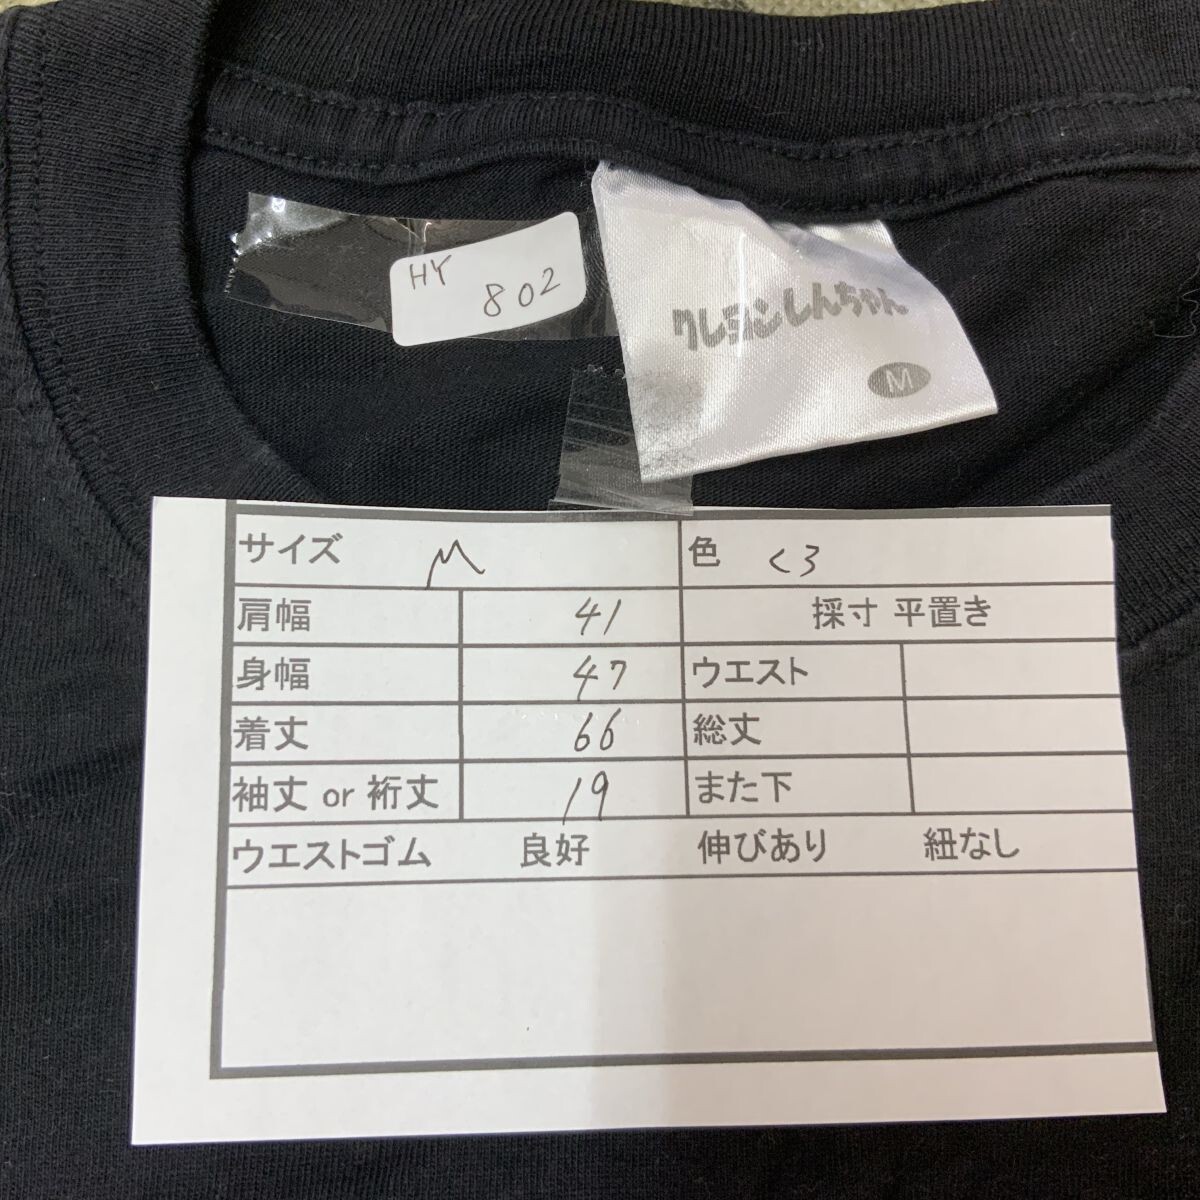 HY
802
クレヨンしんちゃん
M
サイズ M 色 くろ
肩幅 41 採寸 平置き
身幅 47 ウエスト
着丈 66 総丈
袖丈 or 裄丈 19 また下
ウエストゴム 良好 伸びあり 紐なし